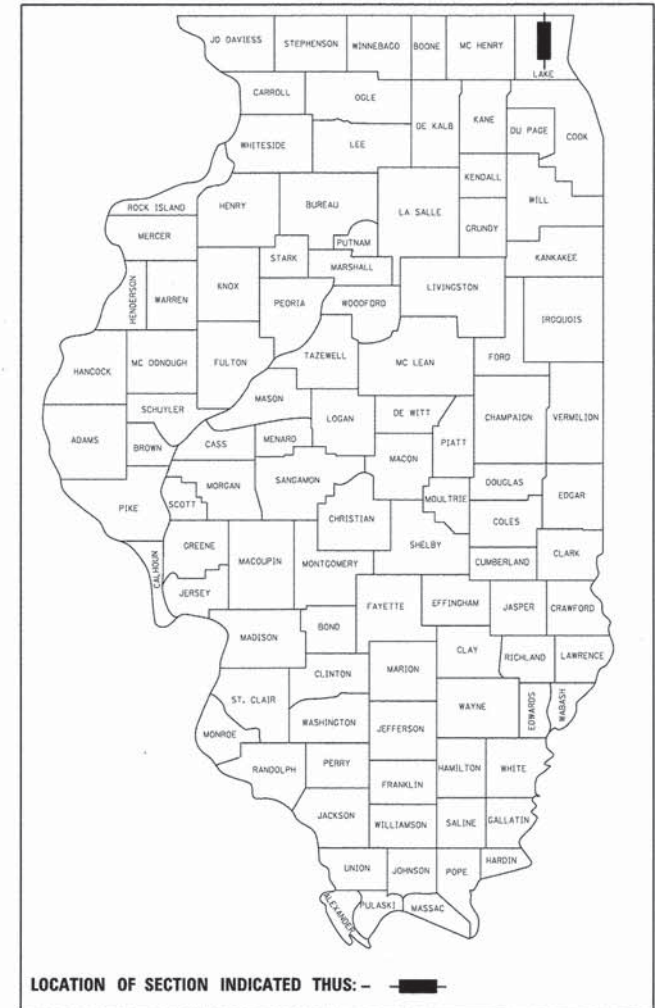 JO DAVIESS
STEPHENSON
WINNEBAGO
BOONE
MC HENRY
LAKE
CARROLL
OGLE
DE KALB
KANE
DU PAGE
COOK
WHITESIDE
LEE
KENDALL
WILL
ROCK ISLAND
HENRY
BUREAU
LA SALLE
GRUNDY
MERCER
PUTNAM
STARK
MARSHALL
KANKAKEE
HENDERSON
WARREN
KNOX
PEORIA
WOODFORD
LIVINGSTON
IROQUOIS
HANCOCK
MC DONOUGH
FULTON
TAZEWELL
MC LEAN
FORD
SCHUYLER
MASON
LOGAN
DE WITT
CHAMPAIGN
VERMILION
ADAMS
BROWN
CASS
MENARD
MACON
PIATT
PIKE
SCOTT
MORGAN
SANGAMON
CHRISTIAN
MOULTRIE
DOUGLAS
EDGAR
COLES
CALHOUN
GREENE
MACOUPIN
MONTGOMERY
SHELBY
CUMBERLAND
CLARK
JERSEY
FAYETTE
EFFINGHAM
JASPER
CRAWFORD
MADISON
BOND
CLAY
RICHLAND
LAWRENCE
CLINTON
MARION
ST. CLAIR
WASHINGTON
WAYNE
EDWARDS
WABASH
MONROE
JEFFERSON
RANDOLPH
PERRY
HAMILTON
WHITE
FRANKLIN
JACKSON
WILLIAMSON
SALINE
GALLATIN
UNION
JOHNSON
POPE
HARDIN
ALEXANDER
PULASKI
MASSAC
LOCATION OF SECTION INDICATED THUS: -